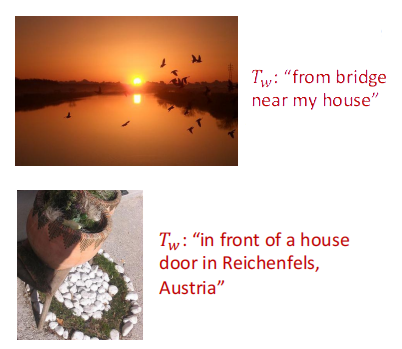 T_w: “from bridge
near my house”
T_w: “in front of a house
door in Reichenfels,
Austria”